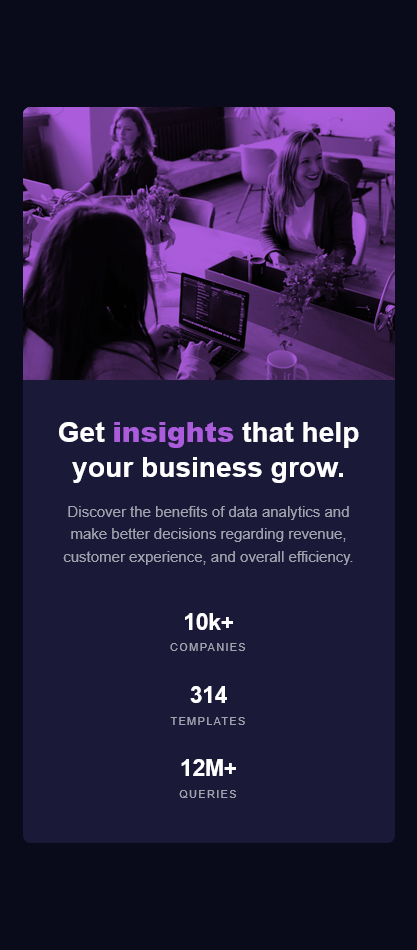 Get insights that help
your business grow.
Discover the benefits of data analytics and
make better decisions regarding revenue,
customer experience, and overall efficiency.
10k+
COMPANIES
314
TEMPLATES
12M+
QUERIES